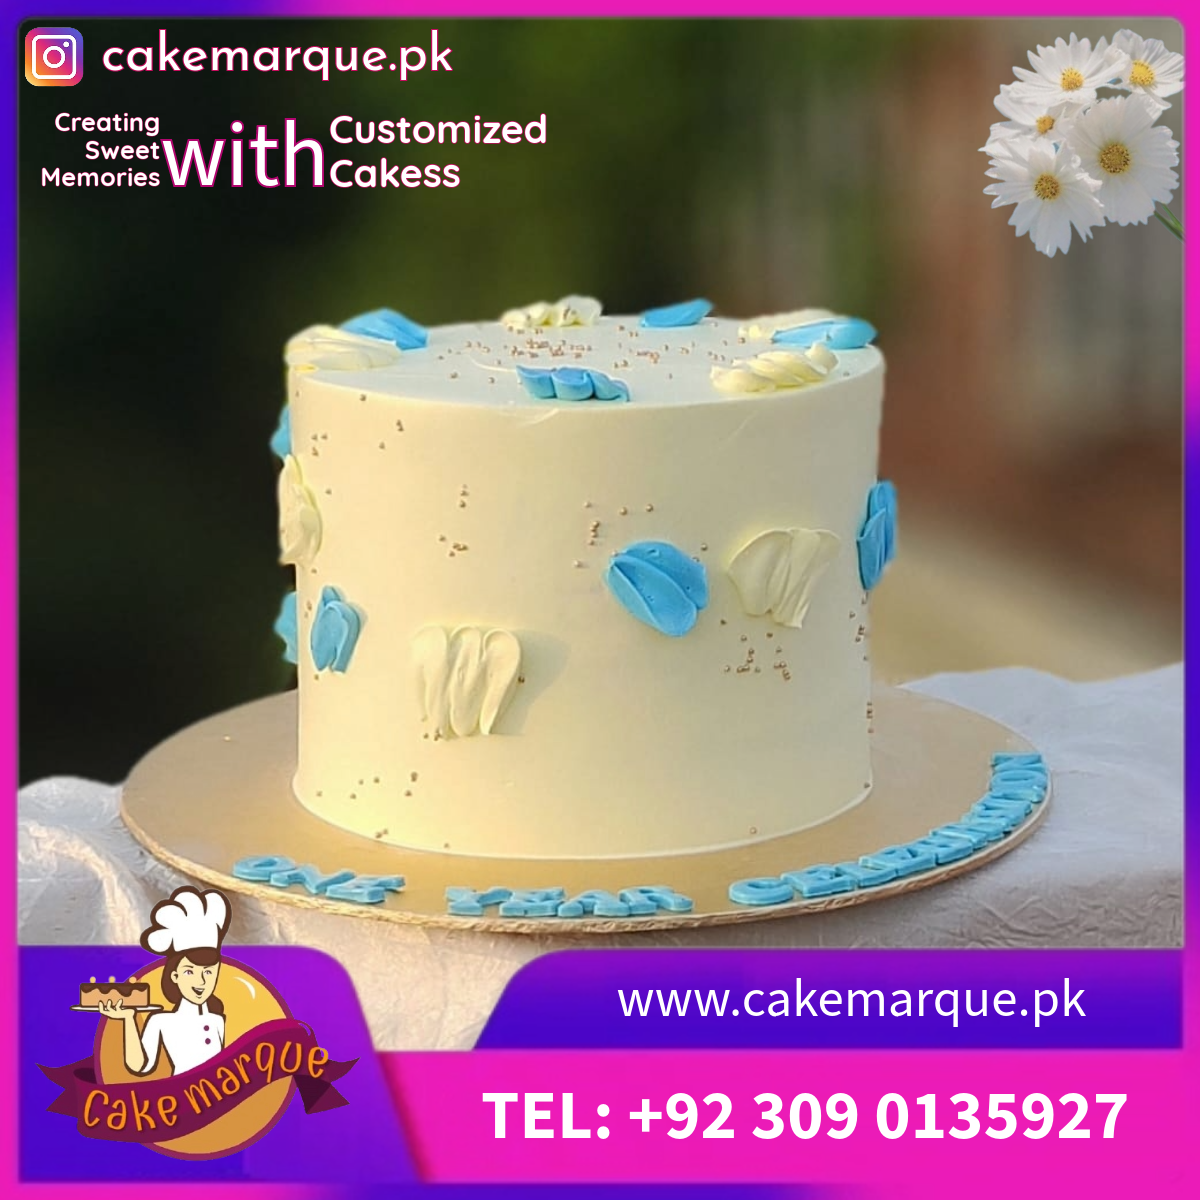 cakemarque.pk
Creating
Sweet
Memories
with
Customized
Cakess
ONE YEAR CELEBRATION
Cake marque
www.cakemarque.pk
TEL: +92 309 0135927